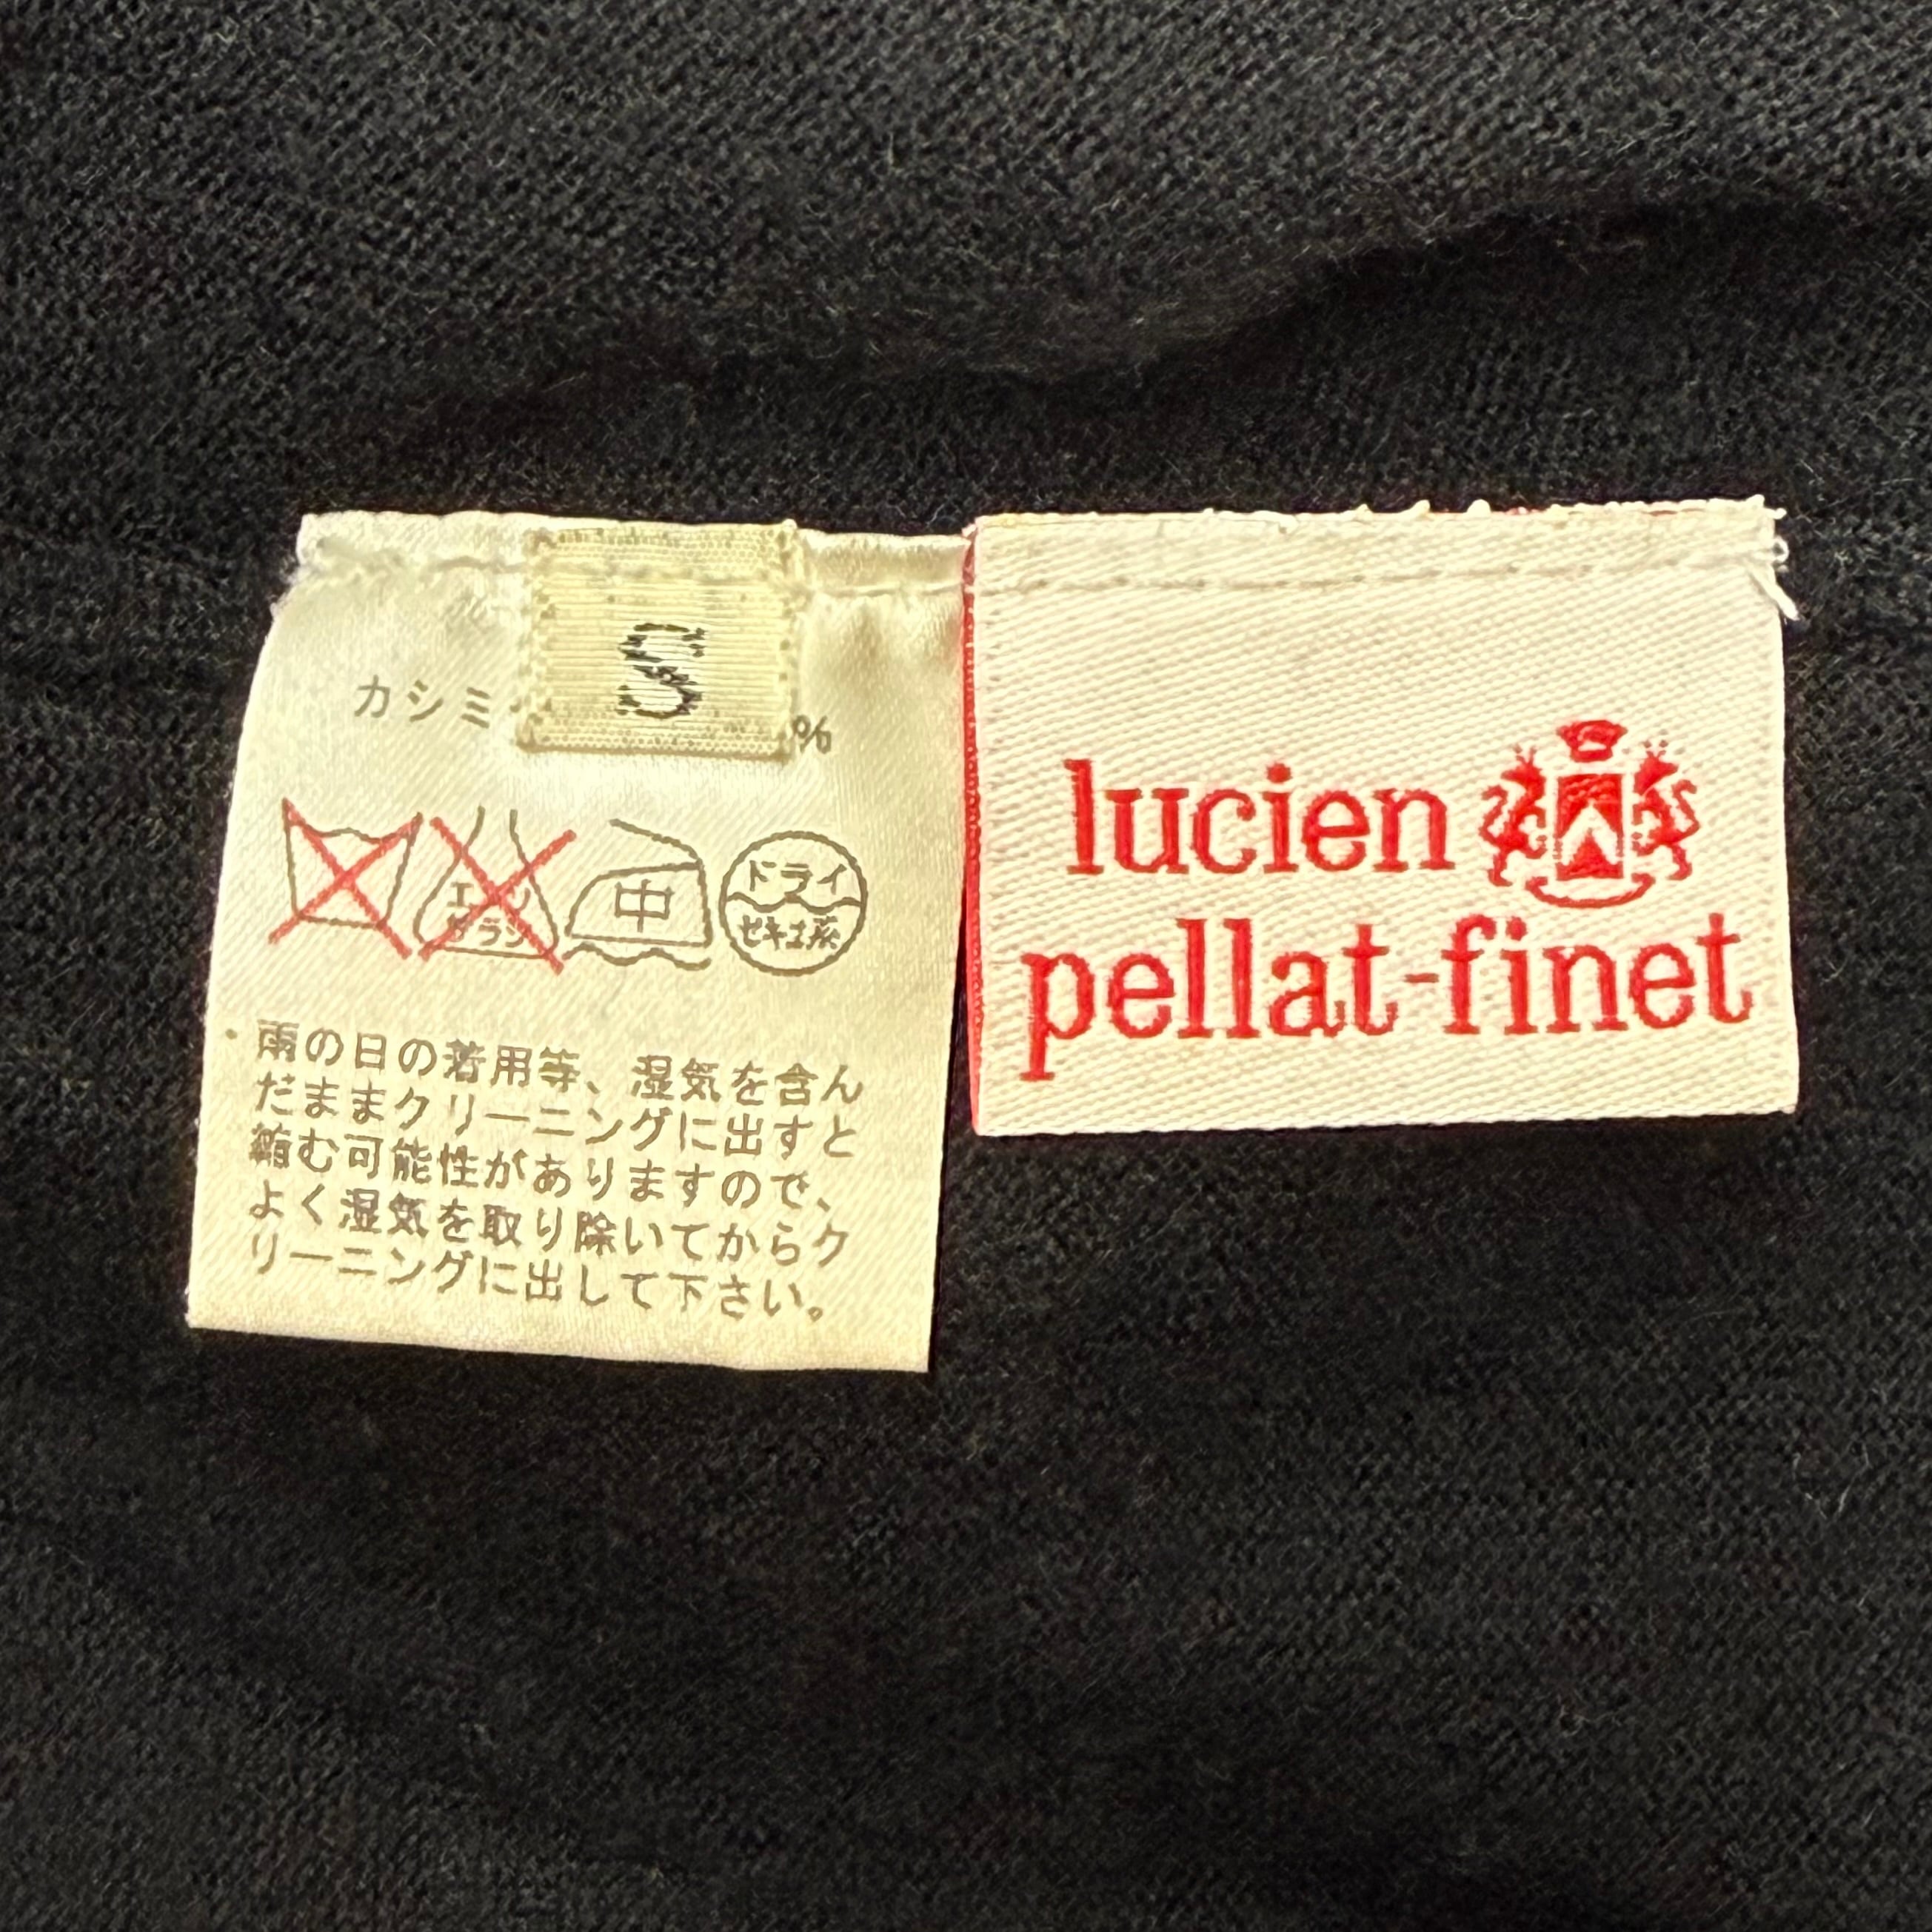 S
カシミ
%
エンソ
サラシ
中
ドライ
セキユ系
・雨の日の着用等、湿気を含ん
だままクリーニングに出すと
縮む可能性がありますので、
よく湿気を取り除いてからク
リーニングに出して下さい。
lucien
pellat-finet